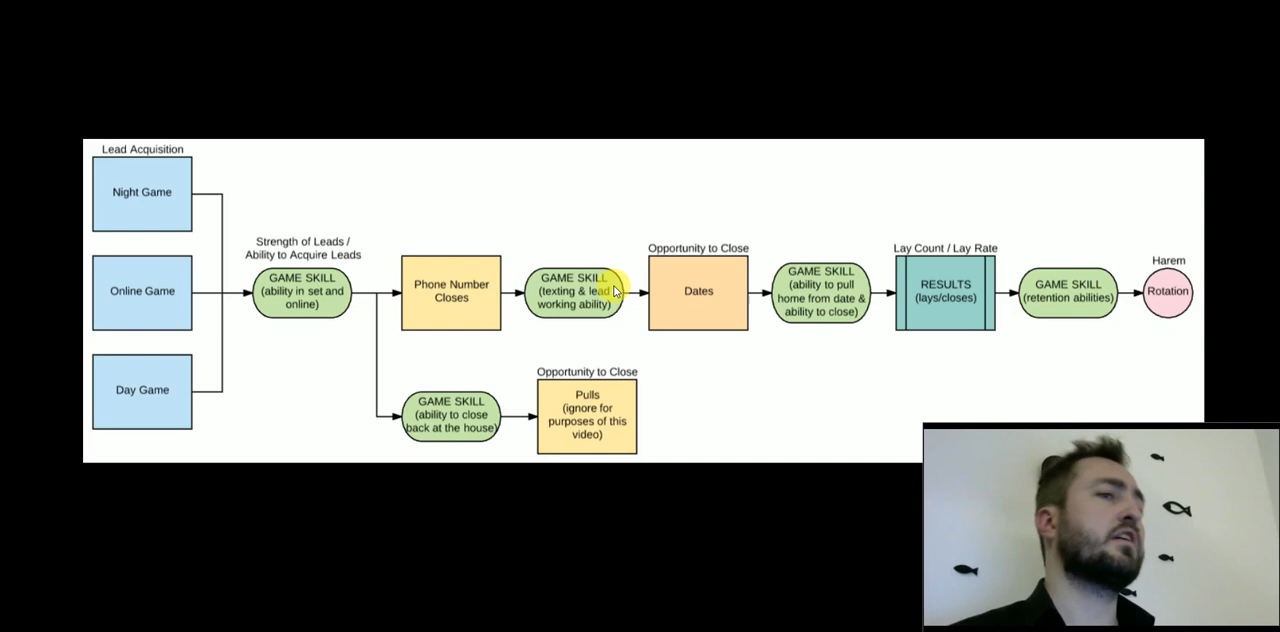 Lead Acquisition
Night Game
Online Game
Day Game
Strength of Leads /
Ability to Acquire Leads
GAME SKILL
(ability in set and
online)
Phone Number
Closes
GAME SKILL
(texting & lead
working ability)
Opportunity to Close
Dates
GAME SKILL
(ability to pull
home from date &
ability to close)
Lay Count / Lay Rate
RESULTS
(lays/closes)
GAME SKILL
(retention abilities)
Harem
Rotation
GAME SKILL
(ability to close
back at the house)
Opportunity to Close
Pulls
(ignore for
purposes of this
video)